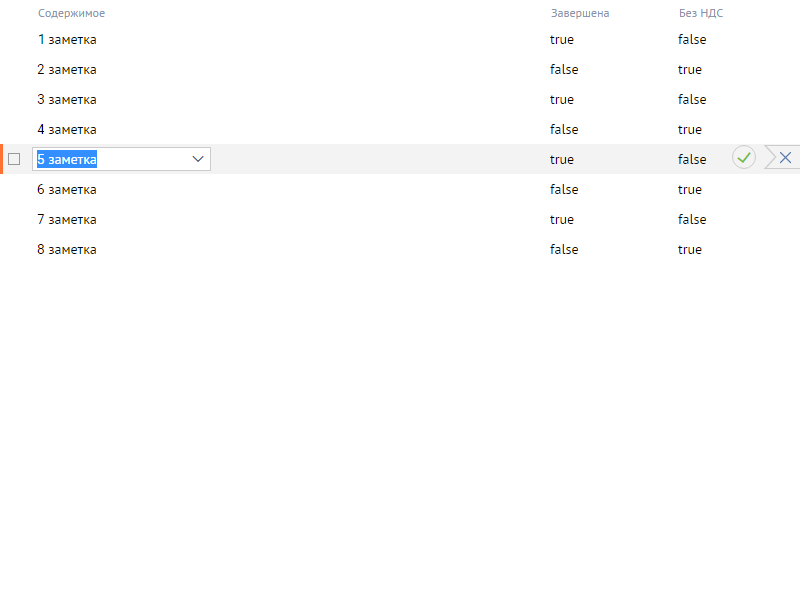 Содержимое Завершена Без НДС
1 заметка true false
2 заметка false true
3 заметка true false
4 заметка false true
5 заметка true false
6 заметка false true
7 заметка true false
8 заметка false true